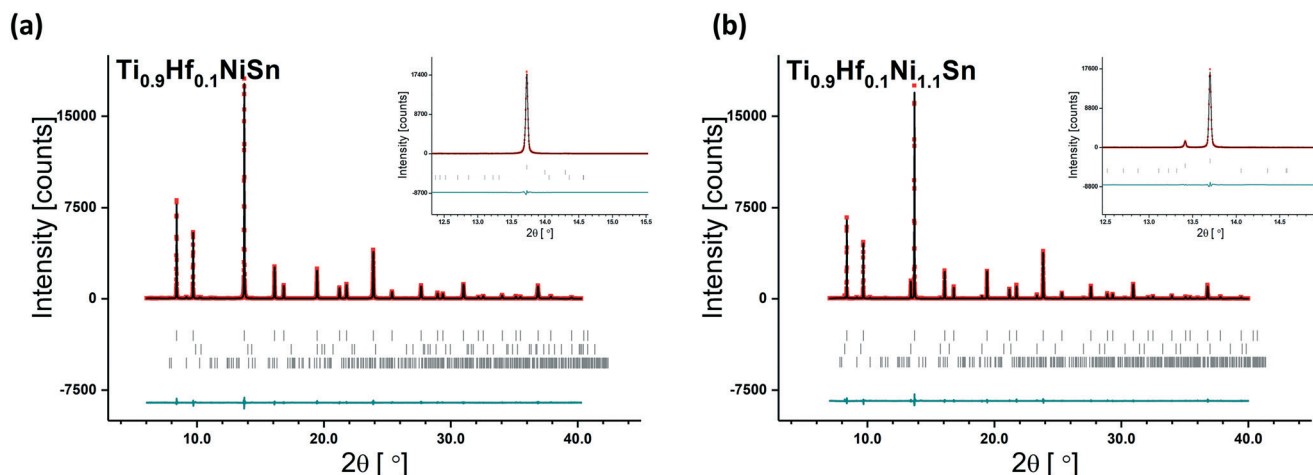 (a)
Ti0.9Hf0.1NiSn
Intensity [counts]
15000
7500
0
-7500
10.0 20.0 30.0 40.0
2θ [ °]
Intensity [counts]
17400
8700
0
-8700
12.5 13.0 13.5 14.0 14.5 15.0 15.5
2θ [ °]
(b)
Ti0.9Hf0.1Ni1.1Sn
Intensity [counts]
15000
7500
0
-7500
10.0 20.0 30.0 40.0
2θ [ °]
Intensity [counts]
17600
8800
0
-8800
12.5 13.0 13.1 13.5 14.0 14.5
2θ [ °]